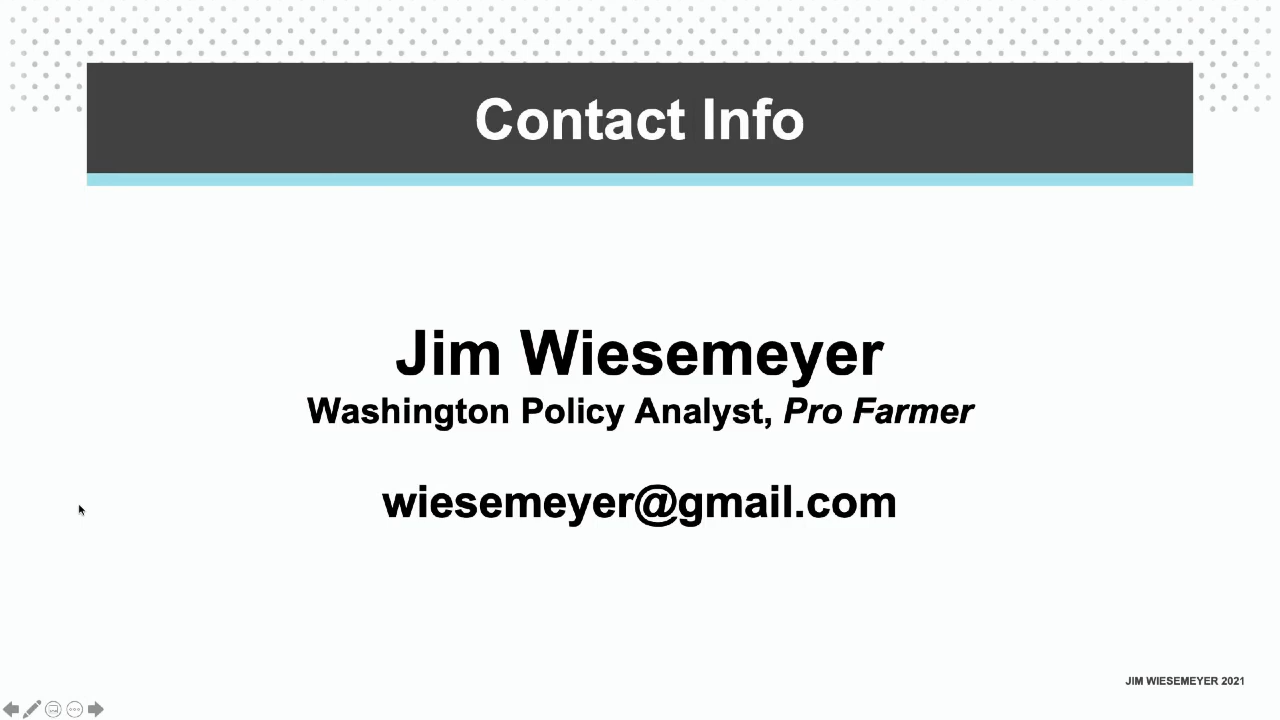 Contact Info
Jim Wiesemeyer
Washington Policy Analyst, Pro Farmer
wiesemeyer@gmail.com
JIM WIESEMEYER 2021